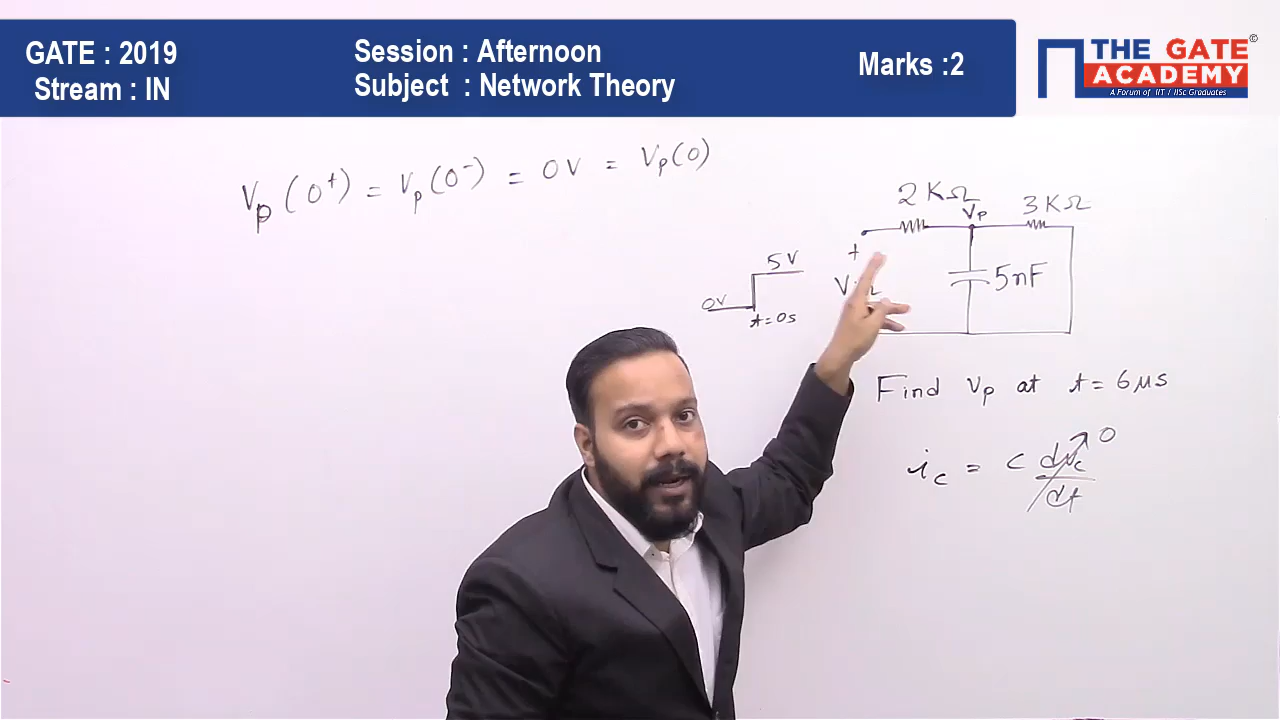 GATE : 2019
Stream : IN
Session : Afternoon
Subject : Network Theory
Marks :2
THE GATE
ACADEMY
©
A Forum of IIT / IISc Graduates
Vp (0⁺) = Vp (0⁻) = 0V = Vp(0)
2 KΩ
Vp
3 KΩ
5V
0V
t=0s
+
5nF
Find Vp at t = 6μs
ic = c dvc/dt 0